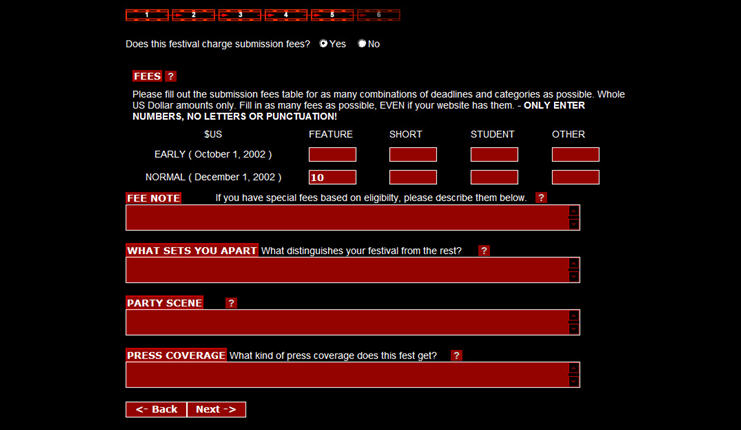 1 2 3 4 5 6
Does this festival charge submission fees? Yes No
FEES ?
Please fill out the submission fees table for as many combinations of deadlines and categories as possible. Whole
US Dollar amounts only. Fill in as many fees as possible, EVEN if your website has them. - ONLY ENTER
NUMBERS, NO LETTERS OR PUNCTUATION!
$US FEATURE SHORT STUDENT OTHER
EARLY ( October 1, 2002 )
NORMAL ( December 1, 2002 ) 10
FEE NOTE If you have special fees based on eligibilty, please describe them below. ?
WHAT SETS YOU APART What distinguishes your festival from the rest? ?
PARTY SCENE ?
PRESS COVERAGE What kind of press coverage does this fest get? ?
<- Back Next ->